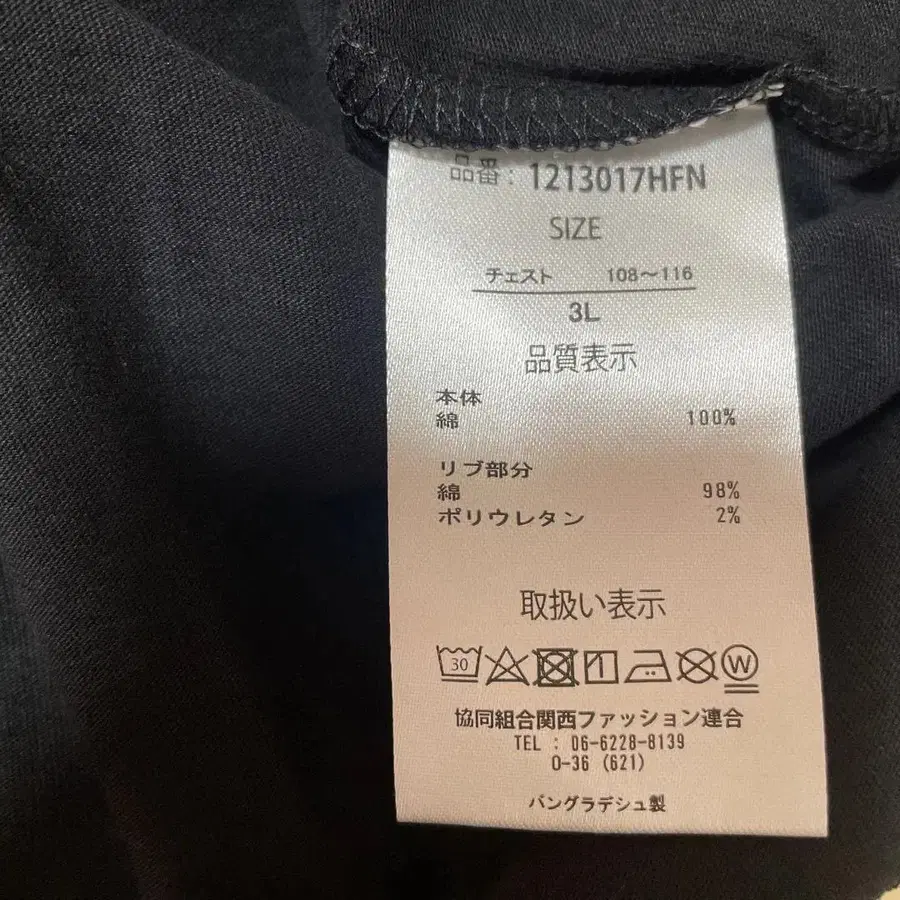 品番: 1213017HFN
SIZE
チェスト 108〜116
3L
品質表示
本体
綿 100%
リブ部分
綿 98%
ポリウレタン 2%
取扱い表示
30 W
協同組合関西ファッション連合
TEL : 06-6228-8139
O-36 (621)
バングラデシュ製